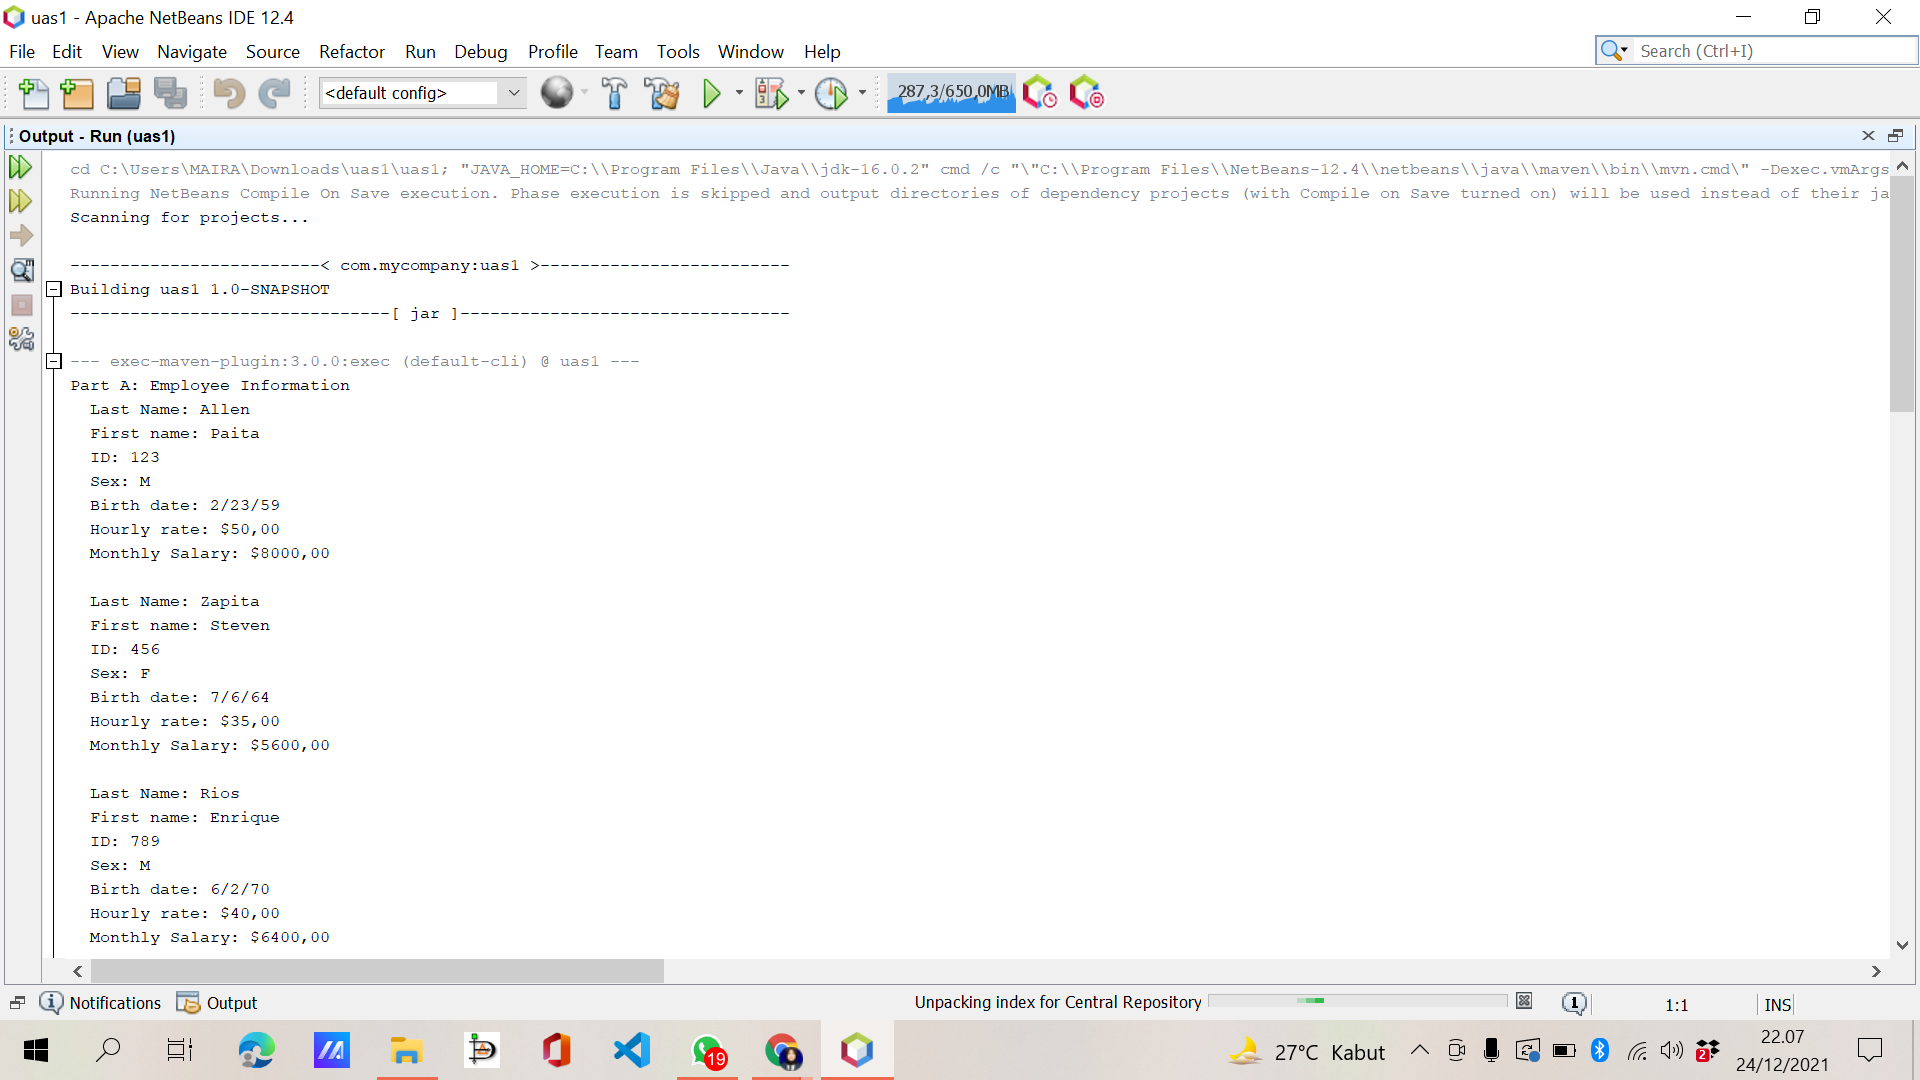 uas1 - Apache NetBeans IDE 12.4
File Edit View Navigate Source Refactor Run Debug Profile Team Tools Window Help
Search (Ctrl+I)
<default config>
287,3/650,0MB
Output - Run (uas1)
cd C:\Users\MAIRA\Downloads\uas1\uas1; "JAVA_HOME=C:\\Program Files\\Java\\jdk-16.0.2" cmd /c "\"C:\\Program Files\\NetBeans-12.4\\netbeans\\java\\maven\\bin\\mvn.cmd\" -Dexec.vmArgs
Running NetBeans Compile On Save execution. Phase execution is skipped and output directories of dependency projects (with Compile on Save turned on) will be used instead of their ja
Scanning for projects...
-------------------------< com.mycompany:uas1 >-------------------------
Building uas1 1.0-SNAPSHOT
--------------------------------[ jar ]---------------------------------
--- exec-maven-plugin:3.0.0:exec (default-cli) @ uas1 ---
Part A: Employee Information
Last Name: Allen
First name: Paita
ID: 123
Sex: M
Birth date: 2/23/59
Hourly rate: $50,00
Monthly Salary: $8000,00
Last Name: Zapita
First name: Steven
ID: 456
Sex: F
Birth date: 7/6/64
Hourly rate: $35,00
Monthly Salary: $5600,00
Last Name: Rios
First name: Enrique
ID: 789
Sex: M
Birth date: 6/2/70
Hourly rate: $40,00
Monthly Salary: $6400,00
Notifications Output
Unpacking index for Central Repository
1:1
INS
19
27°C Kabut
2
22.07
24/12/2021